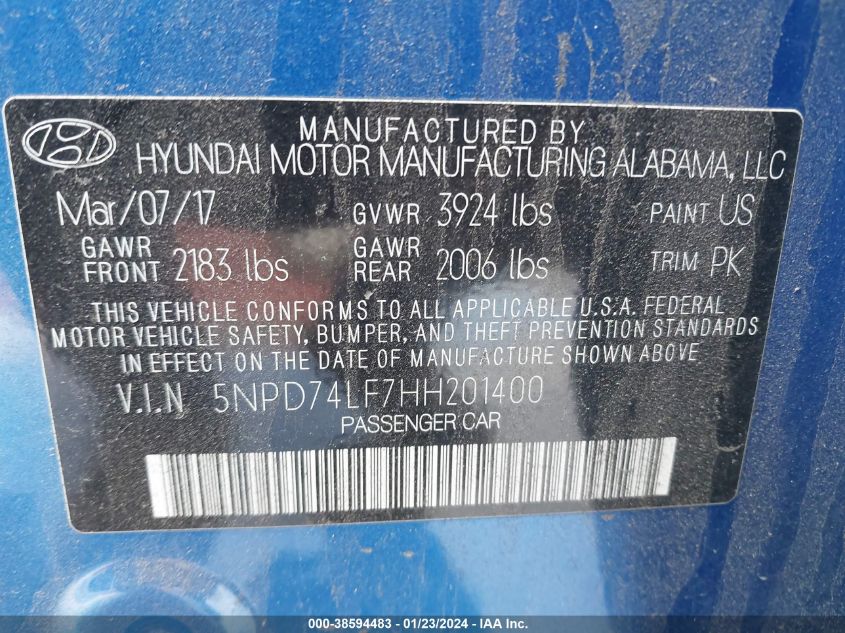 MANUFACTURED BY
HYUNDAI MOTOR MANUFACTURING ALABAMA, LLC
Mar/07/17 GVWR 3924 lbs PAINT US
GAWR FRONT 2183 lbs GAWR REAR 2006 lbs TRIM PK
THIS VEHICLE CONFORMS TO ALL APPLICABLE U.S.A. FEDERAL
MOTOR VEHICLE SAFETY, BUMPER, AND THEFT PREVENTION STANDARDS
IN EFFECT ON THE DATE OF MANUFACTURE SHOWN ABOVE
V.I.N 5NPD74LF7HH201400
PASSENGER CAR
000-38594483 - 01/23/2024 - IAA Inc.